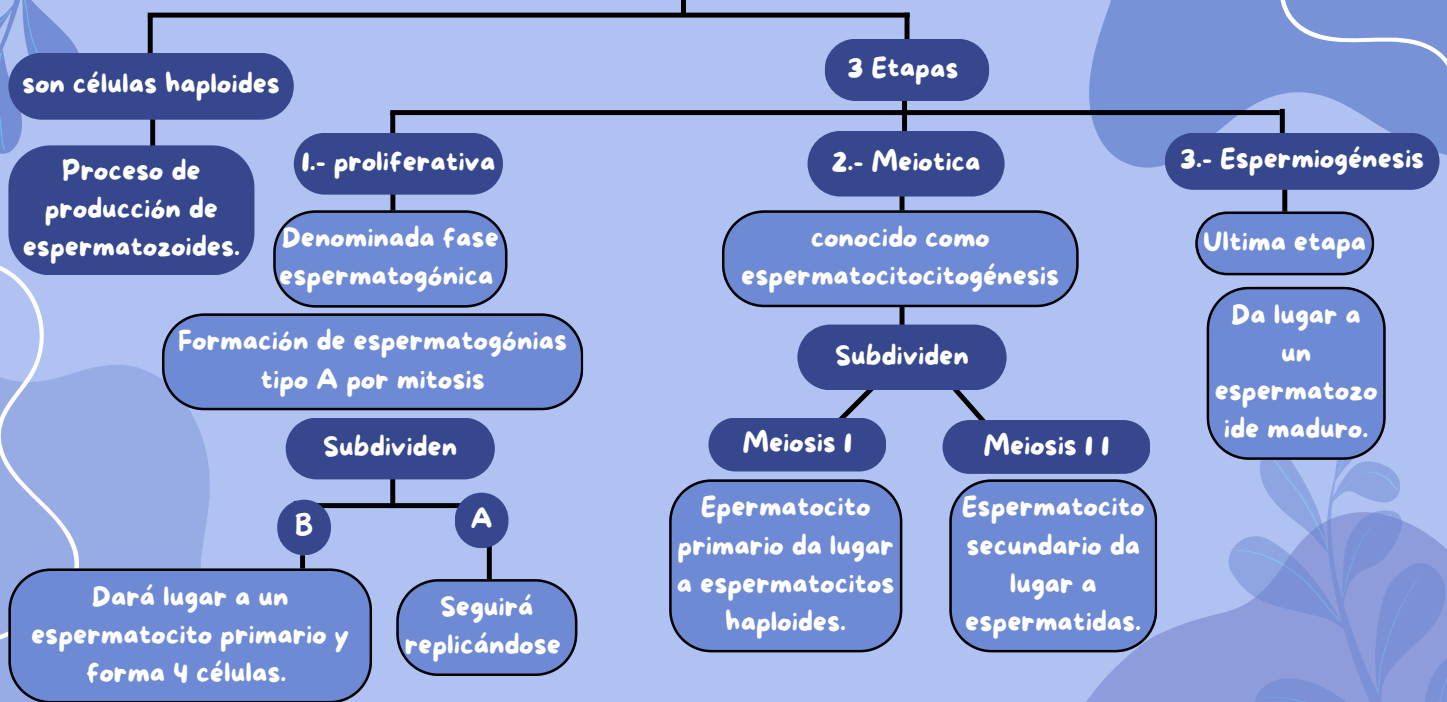 son células haploides
Proceso de
producción de
espermatozoides.
3 Etapas
1.- proliferativa
Denominada fase
espermatogónica
Formación de espermatogónias
tipo A por mitosis
Subdividen
B
Dará lugar a un
espermatocito primario y
forma 4 células.
A
Seguirá
replicándose
2.- Meiotica
conocido como
espermatocitocitogénesis
Subdividen
Meiosis I
Epermatocito
primario da lugar
a espermatocitos
haploides.
Meiosis I I
Espermatocito
secundario da
lugar a
espermatidas.
3.- Espermiogénesis
Ultima etapa
Da lugar a
un
espermatozo
ide maduro.